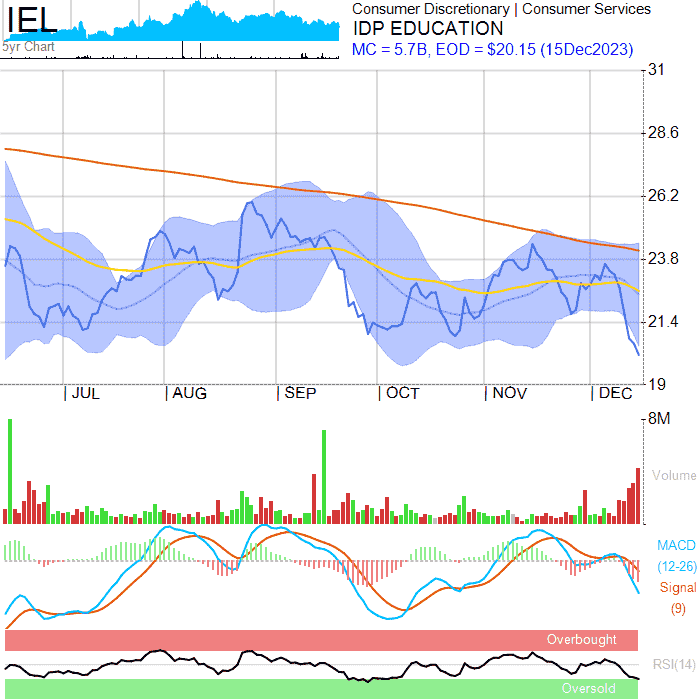 IEL
5yr Chart
Consumer Discretionary | Consumer Services
IDP EDUCATION
MC = 5.7B, EOD = $20.15 (15Dec2023)
31
28.6
26.2
23.8
21.4
19
| JUL | AUG | SEP | OCT | NOV | DEC
8M
Volume
MACD
(12-26)
Signal
(9)
Overbought
RSI(14)
Oversold